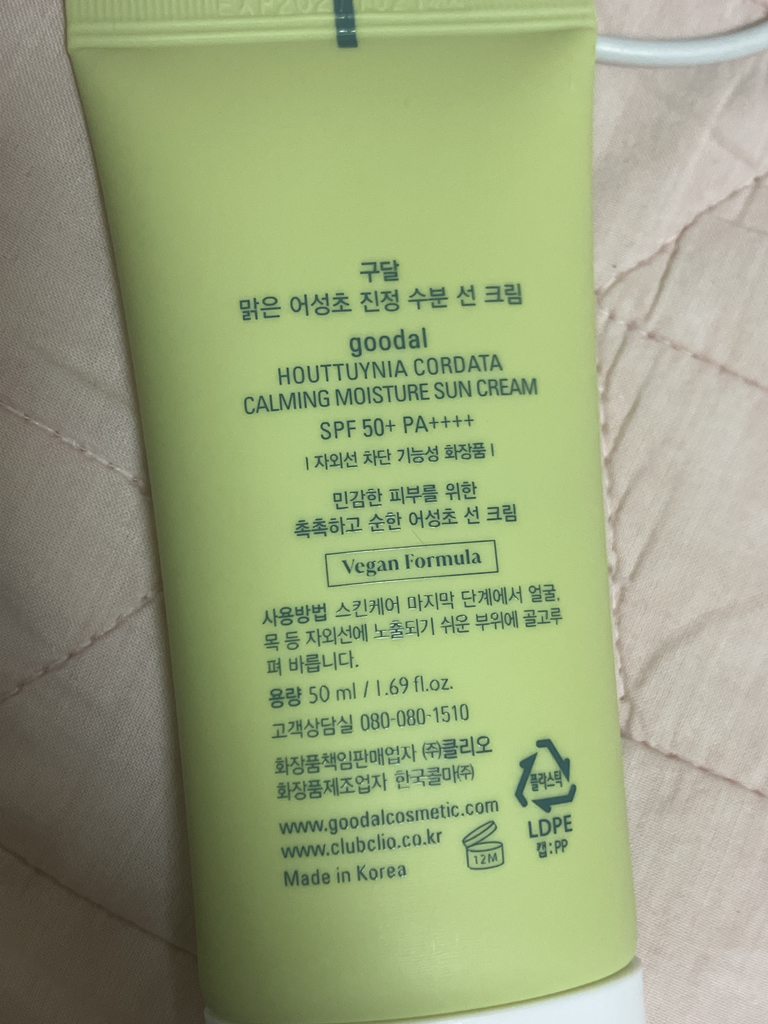 구달
맑은 어성초 진정 수분 선 크림
goodal
HOUTTUYNIA CORDATA
CALMING MOISTURE SUN CREAM
SPF 50+ PA++++
| 자외선 차단 기능성 화장품 |
민감한 피부를 위한
촉촉하고 순한 어성초 선 크림
Vegan Formula
사용방법 스킨케어 마지막 단계에서 얼굴,
목 등 자외선에 노출되기 쉬운 부위에 골고루
펴 바릅니다.
용량 50 ml / 1.69 fl.oz.
고객상담실 080-080-1510
화장품책임판매업자 ㈜클리오
화장품제조업자 한국콜마㈜
www.goodalcosmetic.com
www.clubclio.co.kr
Made in Korea
12M
플라스틱
LDPE
캡:PP